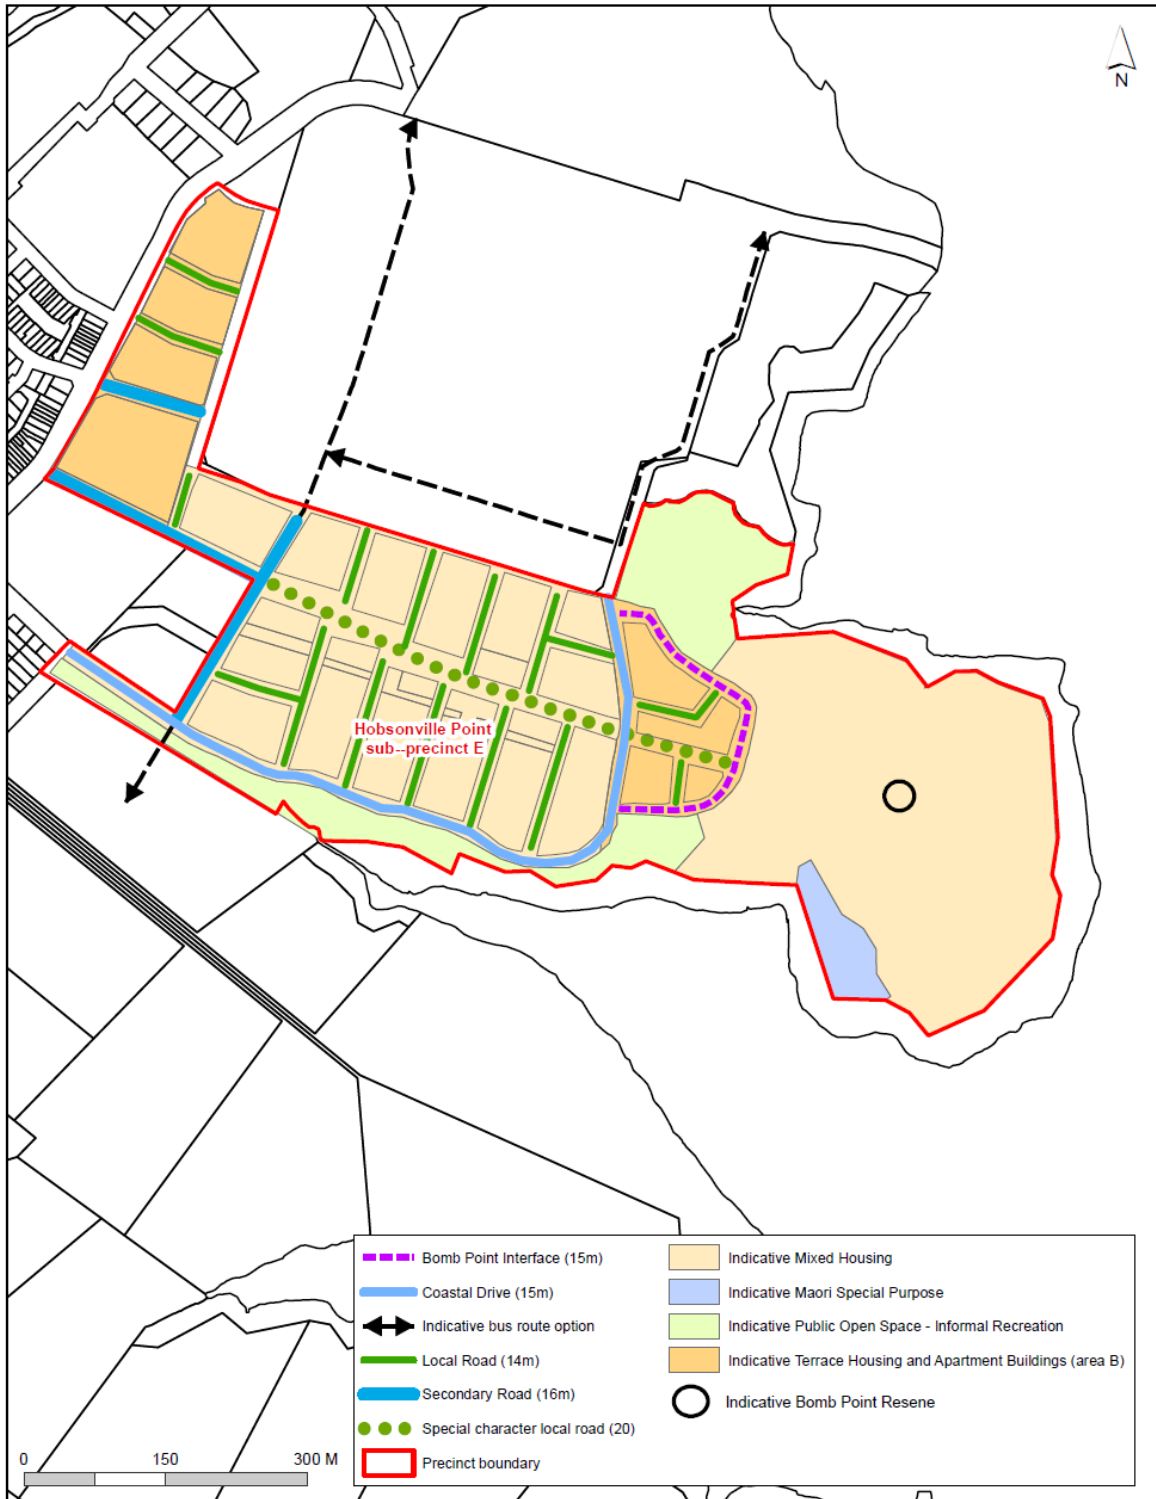 N
Hobsonville Point
sub--precinct E
Bomb Point Interface (15m)
Coastal Drive (15m)
Indicative bus route option
Local Road (14m)
Secondary Road (16m)
Special character local road (20)
Precinct boundary
Indicative Mixed Housing
Indicative Maori Special Purpose
Indicative Public Open Space - Informal Recreation
Indicative Terrace Housing and Apartment Buildings (area B)
Indicative Bomb Point Resene
0 150 300 M